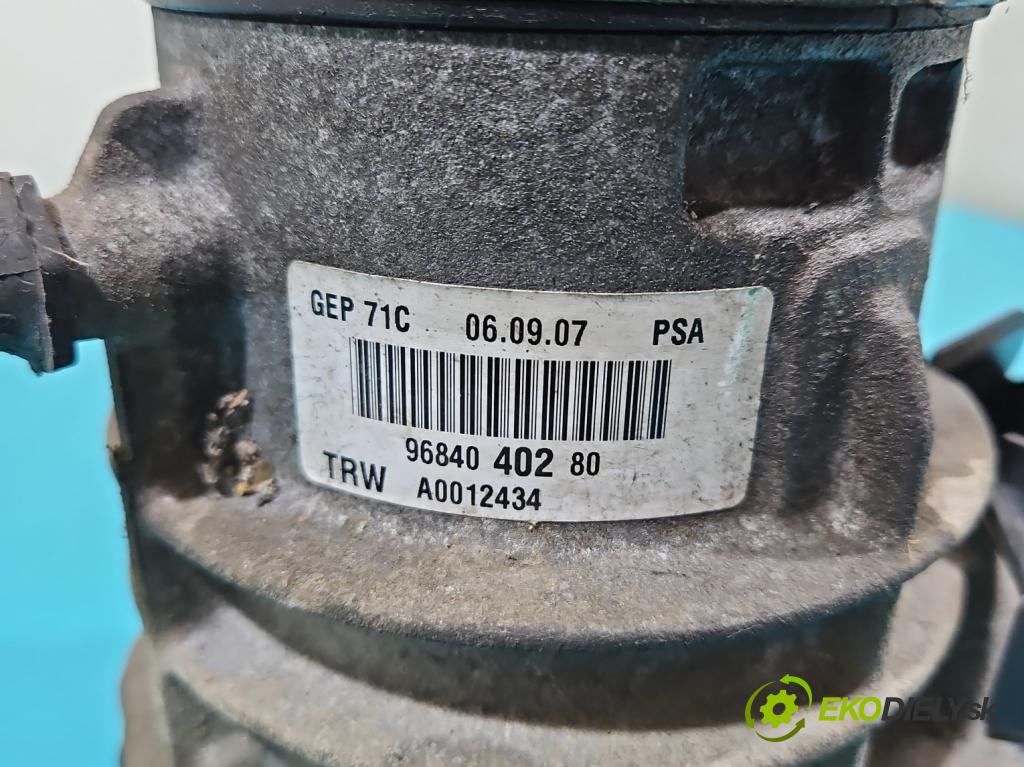 GEP 71C 06.09.07 PSA
96840 402 80
TRW A0012434
EKODIELY.sk